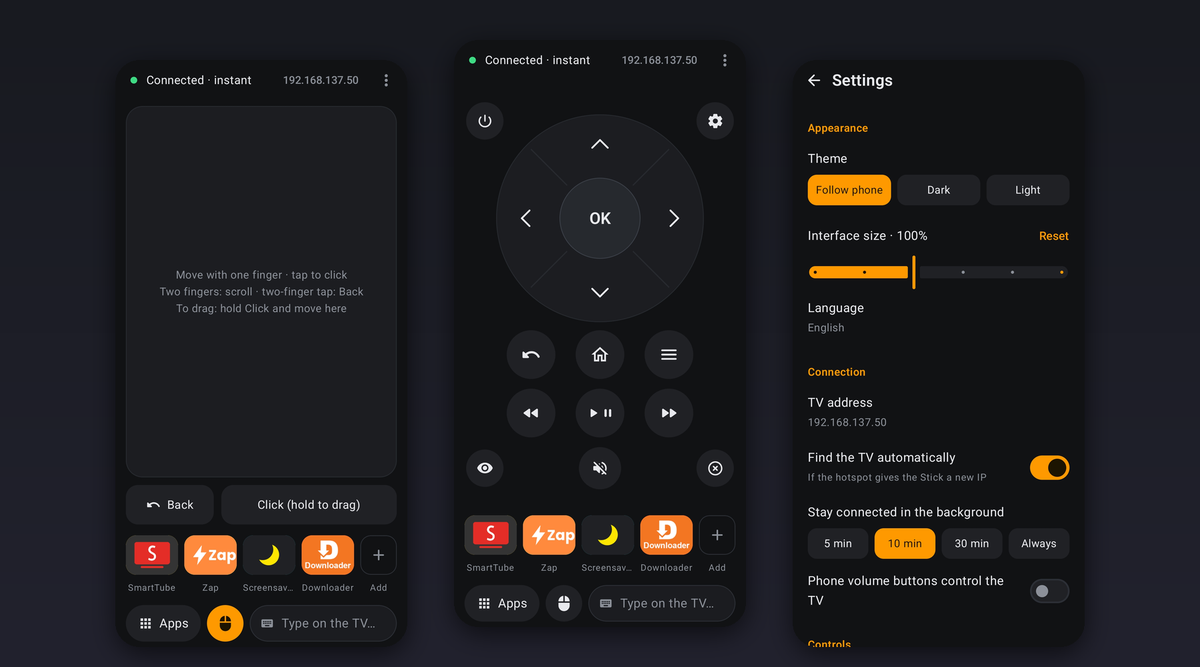 Connected · instant 192.168.137.50
Move with one finger · tap to click
Two fingers: scroll · two-finger tap: Back
To drag: hold Click and move here
Back Click (hold to drag)
S Zap Downloader
SmartTube Zap Screensav... Downloader Add
Apps Type on the TV...
Connected · instant 192.168.137.50
OK
S Zap Downloader
SmartTube Zap Screensav... Downloader Add
Apps Type on the TV...
Settings
Appearance
Theme
Follow phone Dark Light
Interface size · 100% Reset
Language
English
Connection
TV address
192.168.137.50
Find the TV automatically
If the hotspot gives the Stick a new IP
Stay connected in the background
5 min 10 min 30 min Always
Phone volume buttons control the
TV
Controls